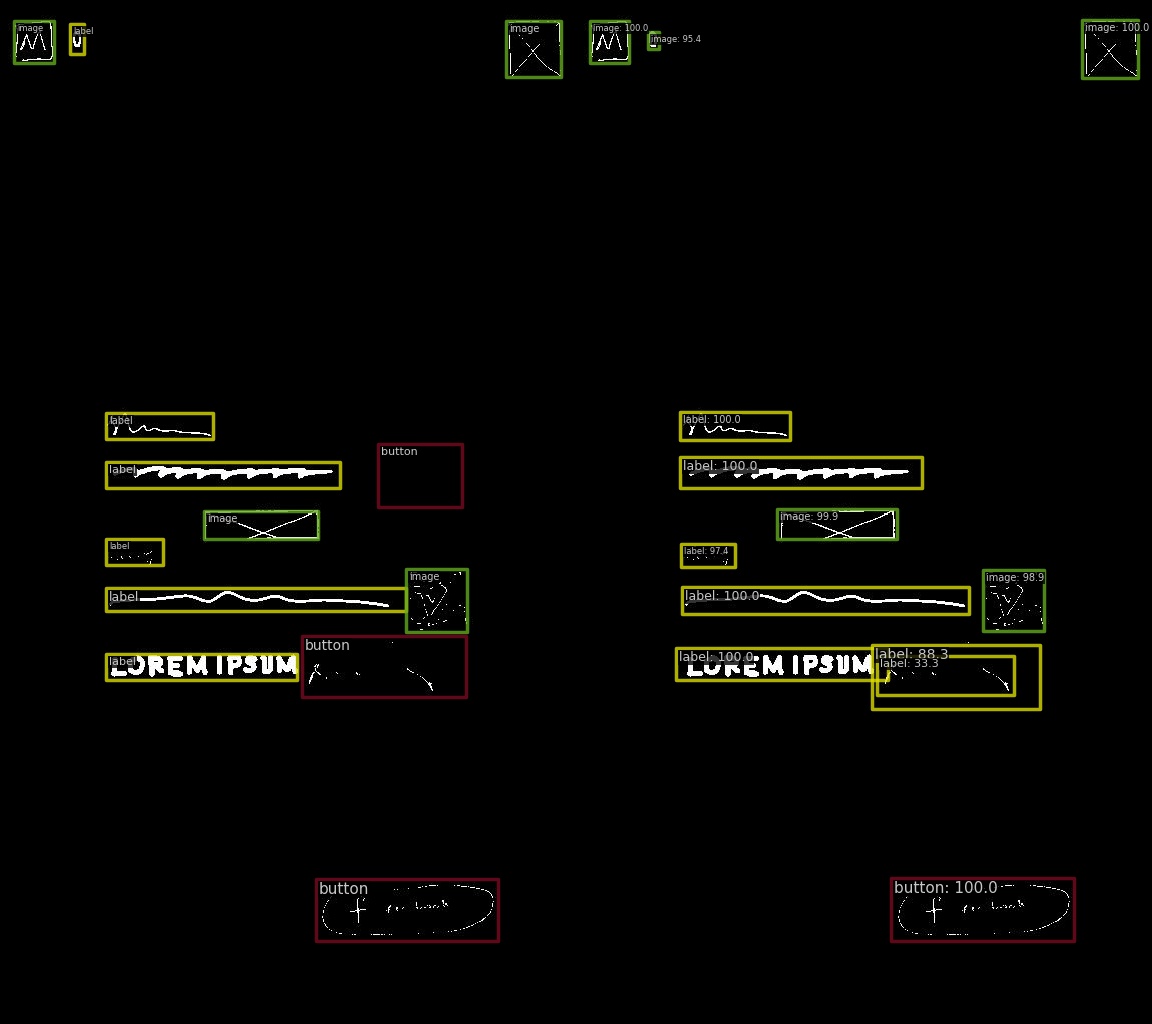 image label image image: 100.0 image: 95.4 image: 100.0
label label: 100.0
label button label: 100.0
image image: 99.9
label label: 97.4
label image label: 100.0 image: 98.9
label LOREM IPSUM button label: 100.0 LOREM IPSUM label: 88.3
label: 33.3
button button: 100.0